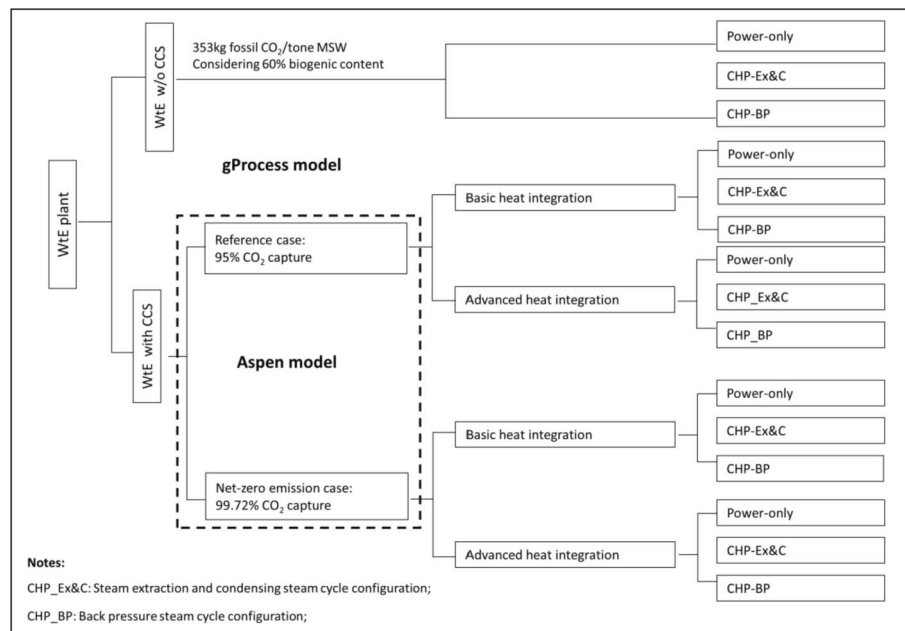 WtE plant
WtE w/o CCS
353kg fossil CO₂/tone MSW
Considering 60% biogenic content
Power-only
CHP-Ex&C
CHP-BP
gProcess model
WtE with CCS
Reference case:
95% CO₂ capture
Basic heat integration
Power-only
CHP-Ex&C
CHP-BP
Advanced heat integration
Power-only
CHP_Ex&C
CHP_BP
Aspen model
Net-zero emission case:
99.72% CO₂ capture
Basic heat integration
Power-only
CHP-Ex&C
CHP-BP
Advanced heat integration
Power-only
CHP-Ex&C
CHP-BP
Notes:
CHP_Ex&C: Steam extraction and condensing steam cycle configuration;
CHP_BP: Back pressure steam cycle configuration;